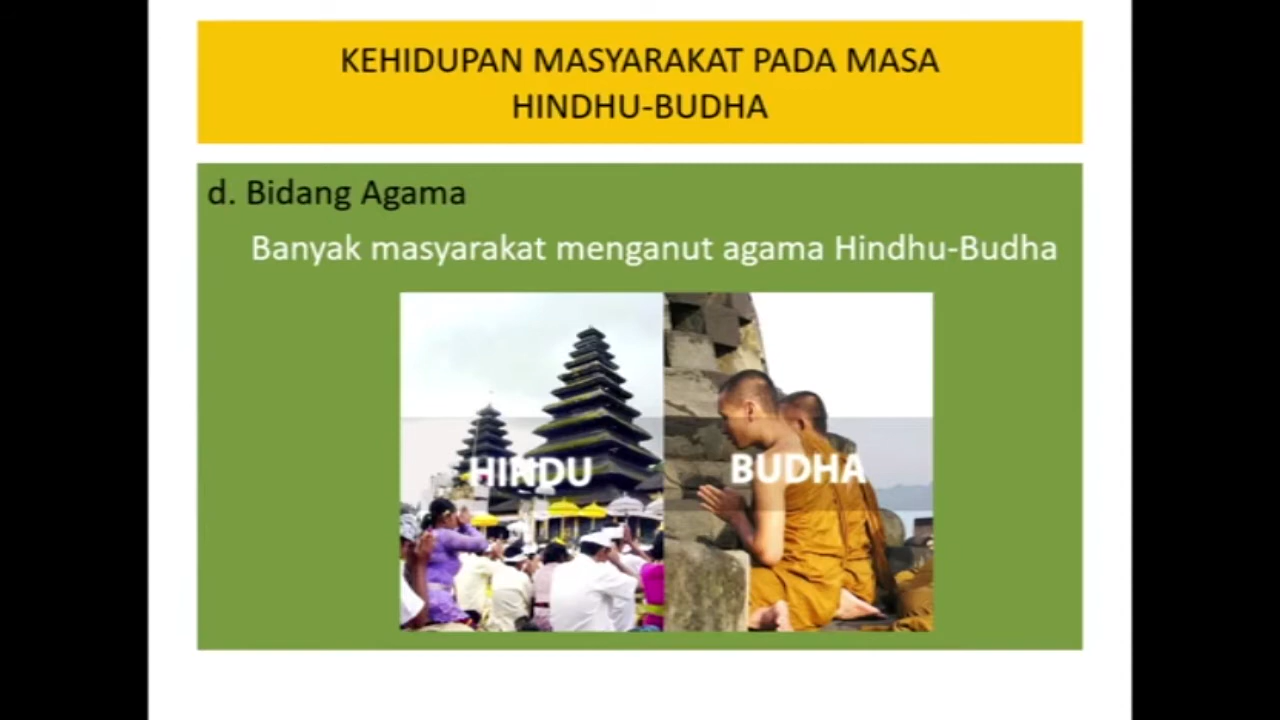 KEHIDUPAN MASYARAKAT PADA MASA
HINDHU-BUDHA
d. Bidang Agama
Banyak masyarakat menganut agama Hindhu-Budha
HINDU
BUDHA